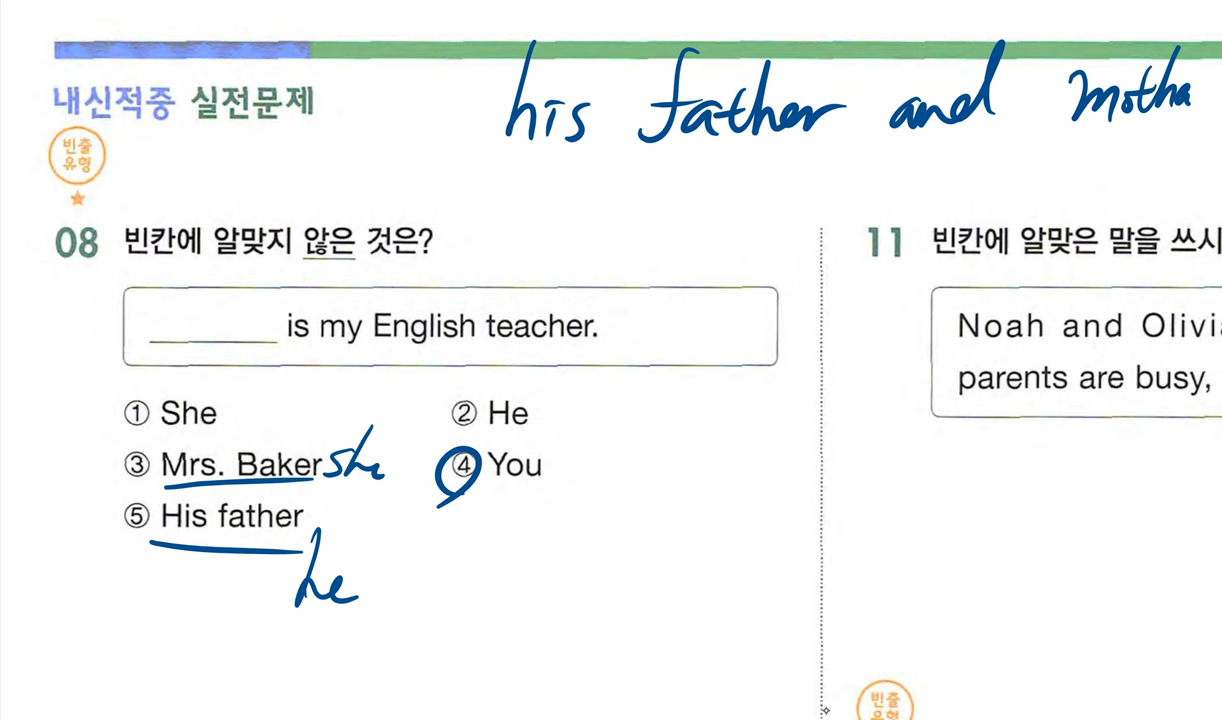 his father and motha
내신적중 실전문제
빈출
유형
08 빈칸에 알맞지 않은 것은?
is my English teacher.
① She
② He
③ Mrs. Baker she
④ You
⑤ His father
he
11 빈칸에 알맞은 말을 쓰시
Noah and Olivi
parents are busy,
빈출
유형